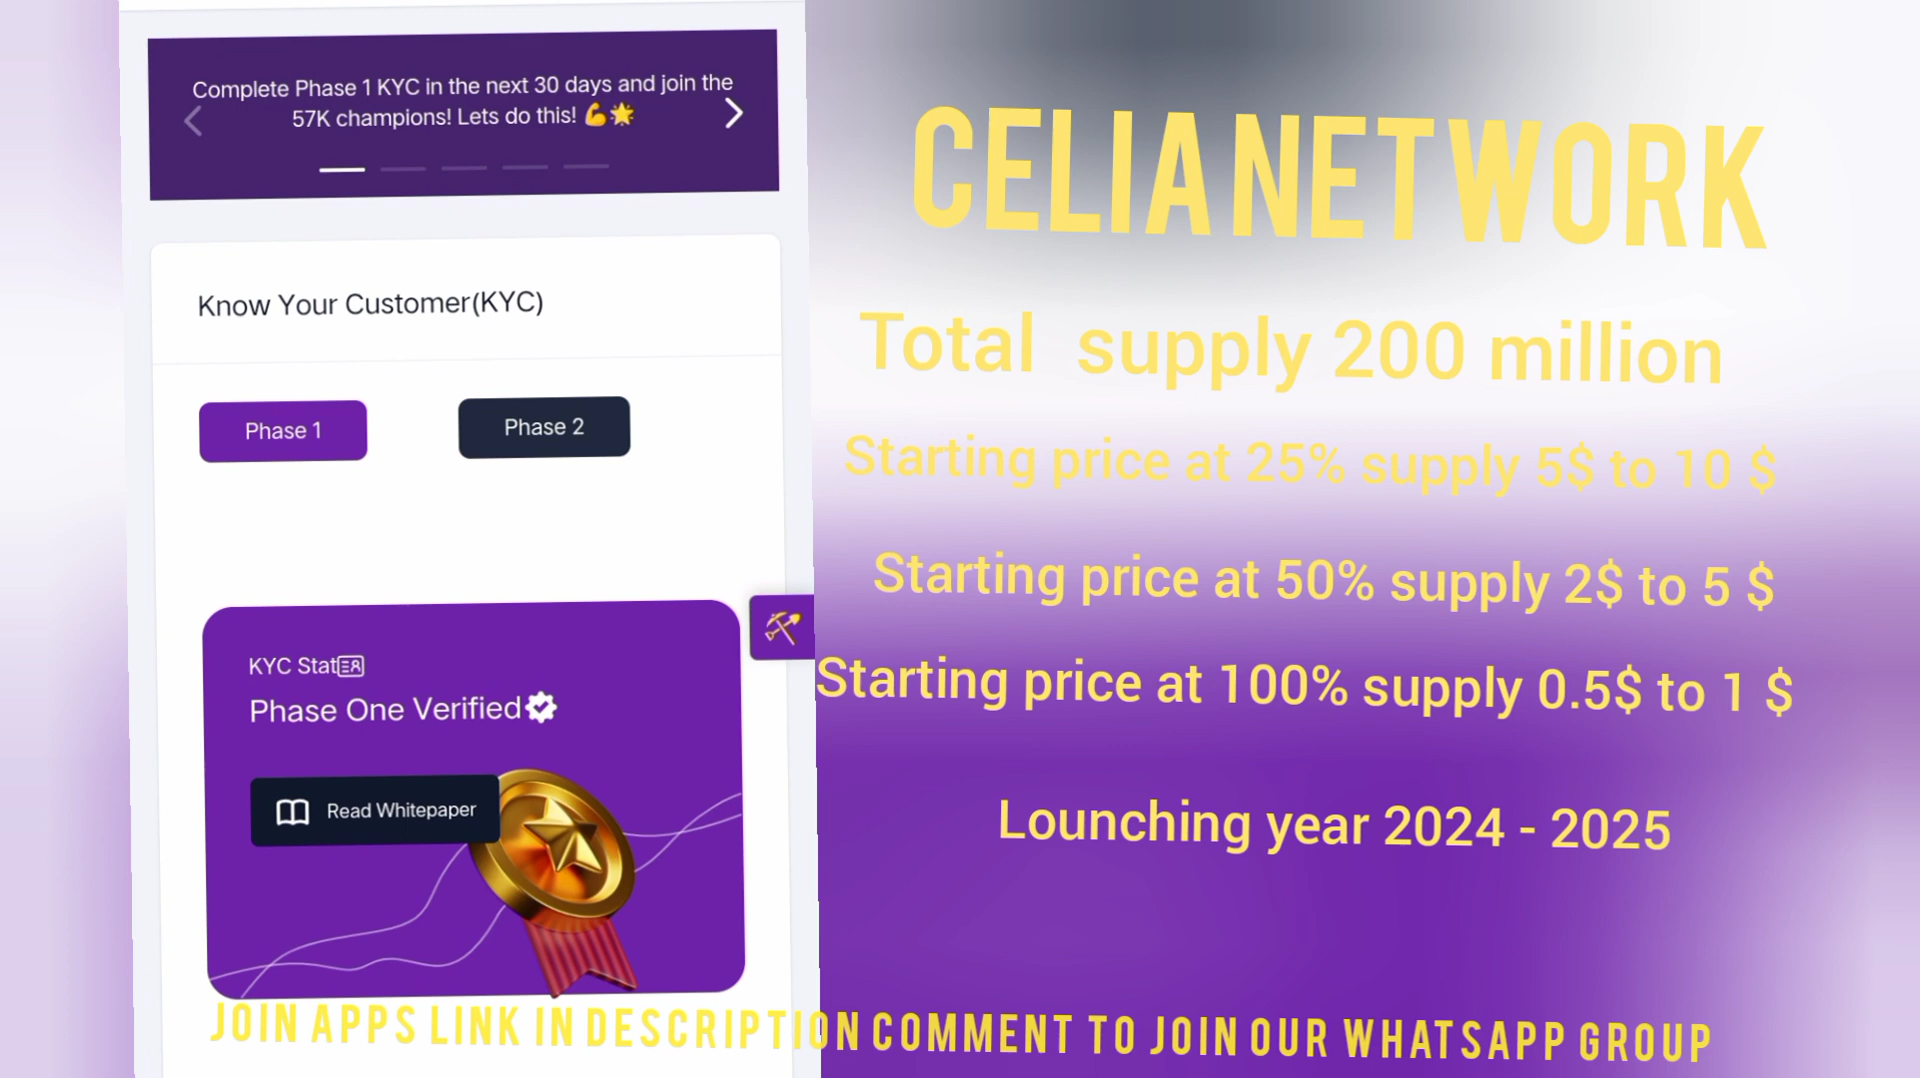 Complete Phase 1 KYC in the next 30 days and join the
57K champions! Lets do this! 💪🌟
Know Your Customer(KYC)
Phase 1
Phase 2
KYC Stat
Phase One Verified
Read Whitepaper
CELIA NETWORK
Total supply 200 million
Starting price at 25% supply 5$ to 10 $
Starting price at 50% supply 2$ to 5 $
Starting price at 100% supply 0.5$ to 1 $
Lounching year 2024 - 2025
JOIN APPS LINK IN DESCRIPTION COMMENT TO JOIN OUR WHATSAPP GROUP